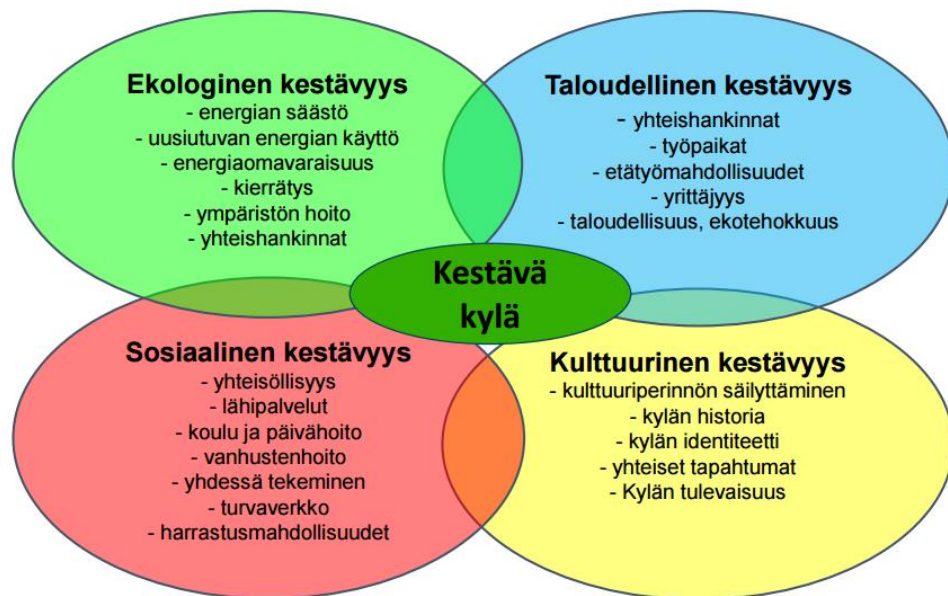 Ekologinen kestävyys
- energian säästö
- uusiutuvan energian käyttö
- energiaomavaraisuus
- kierrätys
- ympäristön hoito
- yhteishankinnat
Taloudellinen kestävyys
- yhteishankinnat
- työpaikat
- etätyömahdollisuudet
- yrittäjyys
- taloudellisuus, ekotehokkuus
Kestävä
kylä
Sosiaalinen kestävyys
- yhteisöllisyys
- lähipalvelut
- koulu ja päivähoito
- vanhustenhoito
- yhdessä tekeminen
- turvaverkko
- harrastusmahdollisuudet
Kulttuurinen kestävyys
- kulttuuriperinnön säilyttäminen
- kylän historia
- kylän identiteetti
- yhteiset tapahtumat
- Kylän tulevaisuus